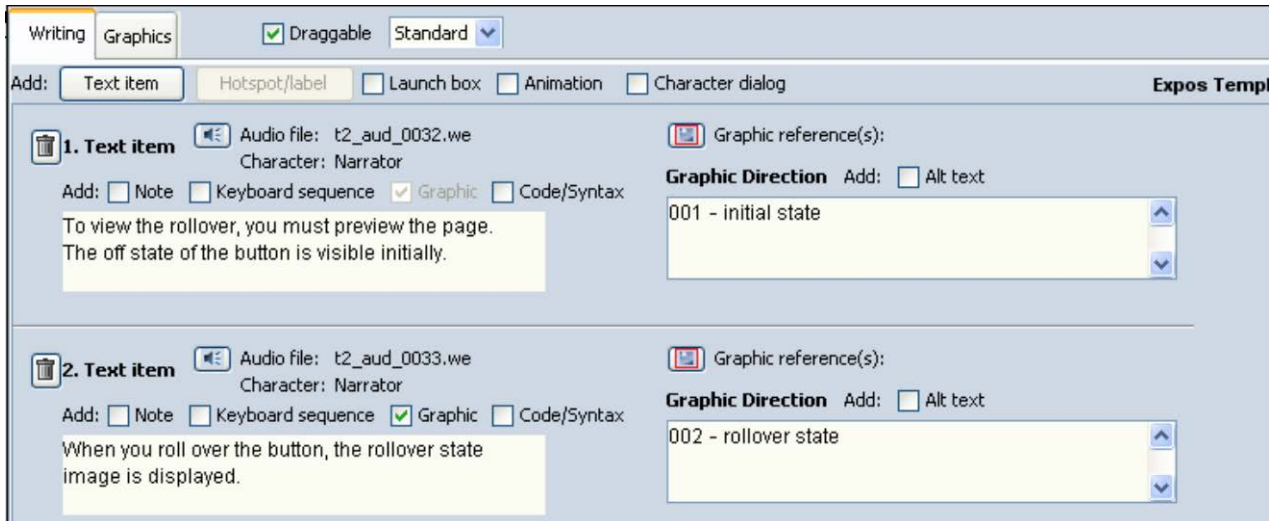 Writing Graphics Draggable Standard
Add: Text item Hotspot/label Launch box Animation Character dialog Expos Templ
1. Text item Audio file: t2_aud_0032.we Graphic reference(s):
Character: Narrator
Graphic Direction Add: Alt text
Add: Note Keyboard sequence Graphic Code/Syntax
001 - initial state
To view the rollover, you must preview the page.
The off state of the button is visible initially.
2. Text item Audio file: t2_aud_0033.we Graphic reference(s):
Character: Narrator
Graphic Direction Add: Alt text
Add: Note Keyboard sequence Graphic Code/Syntax
002 - rollover state
When you roll over the button, the rollover state
image is displayed.